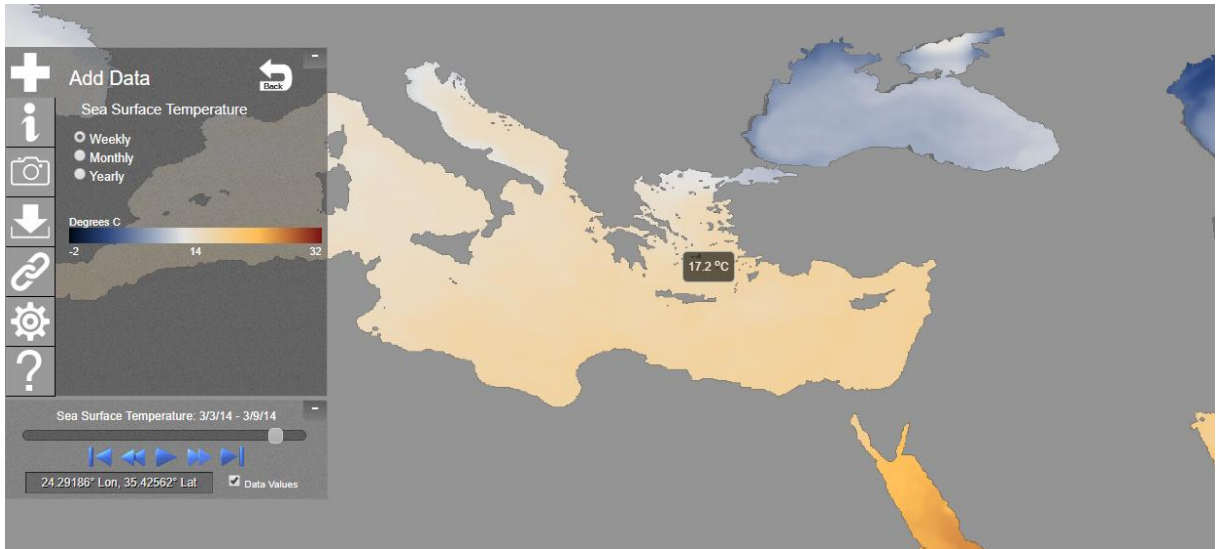 Add Data
Back
Sea Surface Temperature
Weekly
Monthly
Yearly
Degrees C
-2 14 32
17.2 °C
Sea Surface Temperature: 3/3/14 - 3/9/14
24.29186° Lon, 35.42562° Lat
Data Values